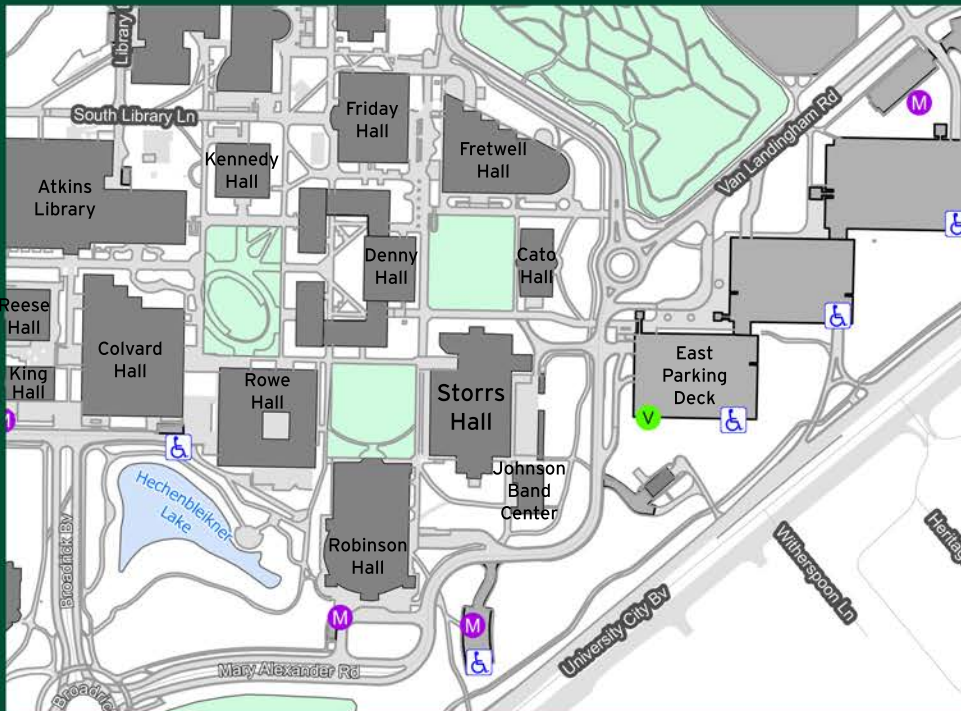 Library
South Library Ln
Friday
Hall
Fretwell
Hall
Kennedy
Hall
Atkins
Library
Van Landingham Rd
M
Denny
Hall
Cato
Hall
Reese
Hall
Colvard
Hall
King
Hall
Rowe
Hall
Storrs
Hall
East
Parking
Deck
V
M
Johnson
Band
Center
Hechenbleikner
Lake
Robinson
Hall
Broadrick Bv
M
M
University City Bv
Witherspoon Ln
Heritag
Mary Alexander Rd
Broadric